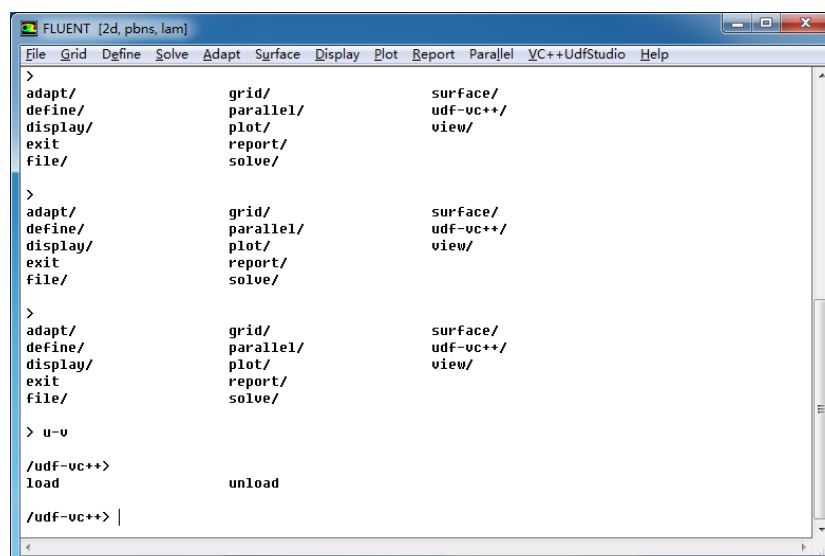 FLUENT [2d, pbns, lam]
File Grid Define Solve Adapt Surface Display Plot Report Parallel VC++UdfStudio Help
>
adapt/ grid/ surface/
define/ parallel/ udf-vc++/
display/ plot/ view/
exit report/
file/ solve/
>
adapt/ grid/ surface/
define/ parallel/ udf-vc++/
display/ plot/ view/
exit report/
file/ solve/
>
adapt/ grid/ surface/
define/ parallel/ udf-vc++/
display/ plot/ view/
exit report/
file/ solve/
> u-v
/udf-vc++>
load unload
/udf-vc++>